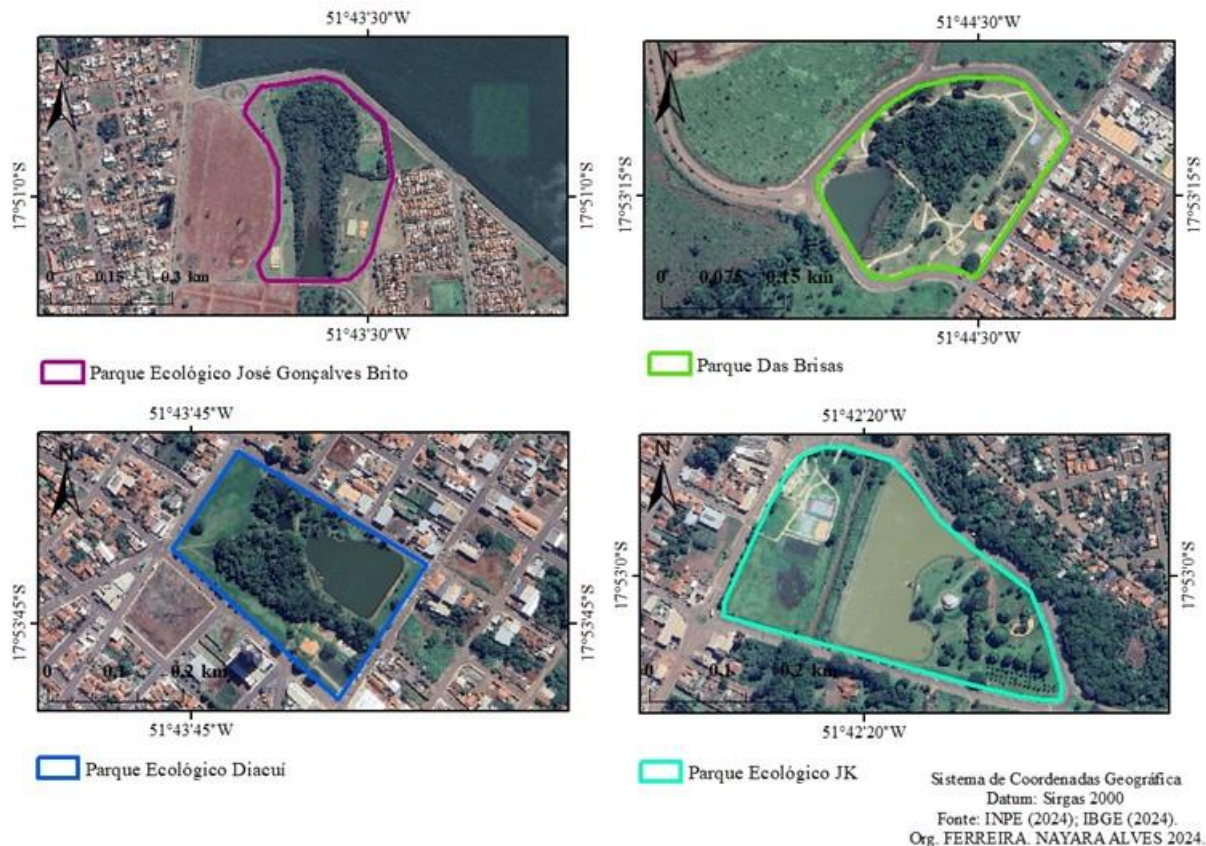 51°43'30"W
N
17°51'0"S
17°51'0"S
0 0,15 0,3 km
51°43'30"W
Parque Ecológico José Gonçalves Brito
51°44'30"W
N
17°53'15"S
17°53'15"S
0 0,075 0,15 km
51°44'30"W
Parque Das Brisas
51°43'45"W
N
17°53'45"S
17°53'45"S
0 0,1 0,2 km
51°43'45"W
Parque Ecológico Diacuí
51°42'20"W
N
17°53'0"S
17°53'0"S
0 0,1 0,2 km
51°42'20"W
Parque Ecológico JK
Sistema de Coordenadas Geográfica
Datum: Sirgas 2000
Fonte: INPE (2024); IBGE (2024).
Org. FERREIRA. NAYARA ALVES 2024.